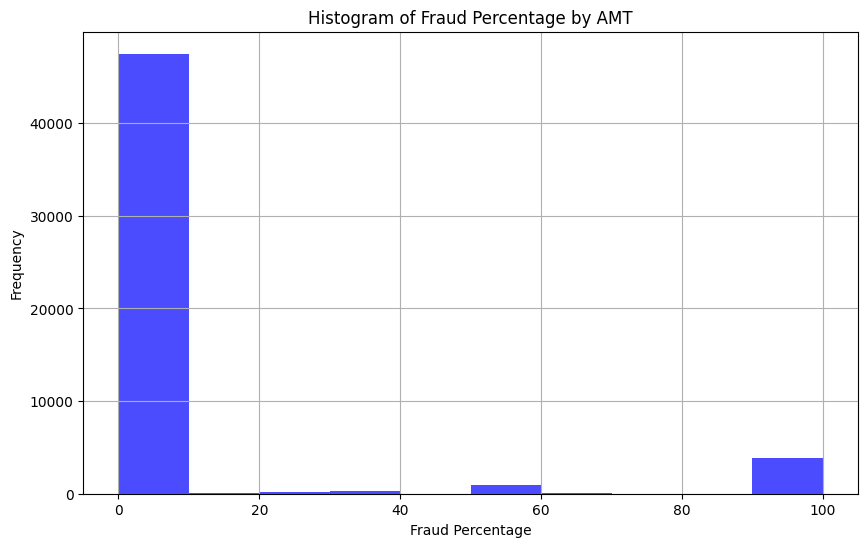 Histogram of Fraud Percentage by AMT
40000
30000
20000
10000
0
Frequency
0 20 40 60 80 100
Fraud Percentage